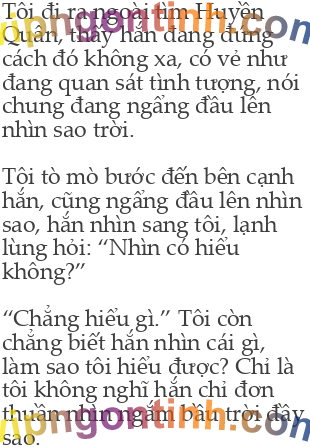 Tôi đi ra ngoài tìm Huyền
Quân, thấy hắn đang đứng
cách đó không xa, có vẻ như
đang quan sát tình tượng, nói
chung đang ngẩng đầu lên
nhìn sao trời.
Tôi tò mò bước đến bên cạnh
hắn, cũng ngẩng đầu lên nhìn
sao, hắn nhìn sang tôi, lạnh
lùng hỏi: “Nhìn có hiểu
không?”
“Chẳng hiểu gì.” Tôi còn
chẳng biết hắn nhìn cái gì,
làm sao tôi hiểu được? Chỉ là
tôi không nghĩ hắn chỉ đơn
thuần nhìn ngắm bầu trời đầy
sao.
vipngontinh.com
vipngontinh.com